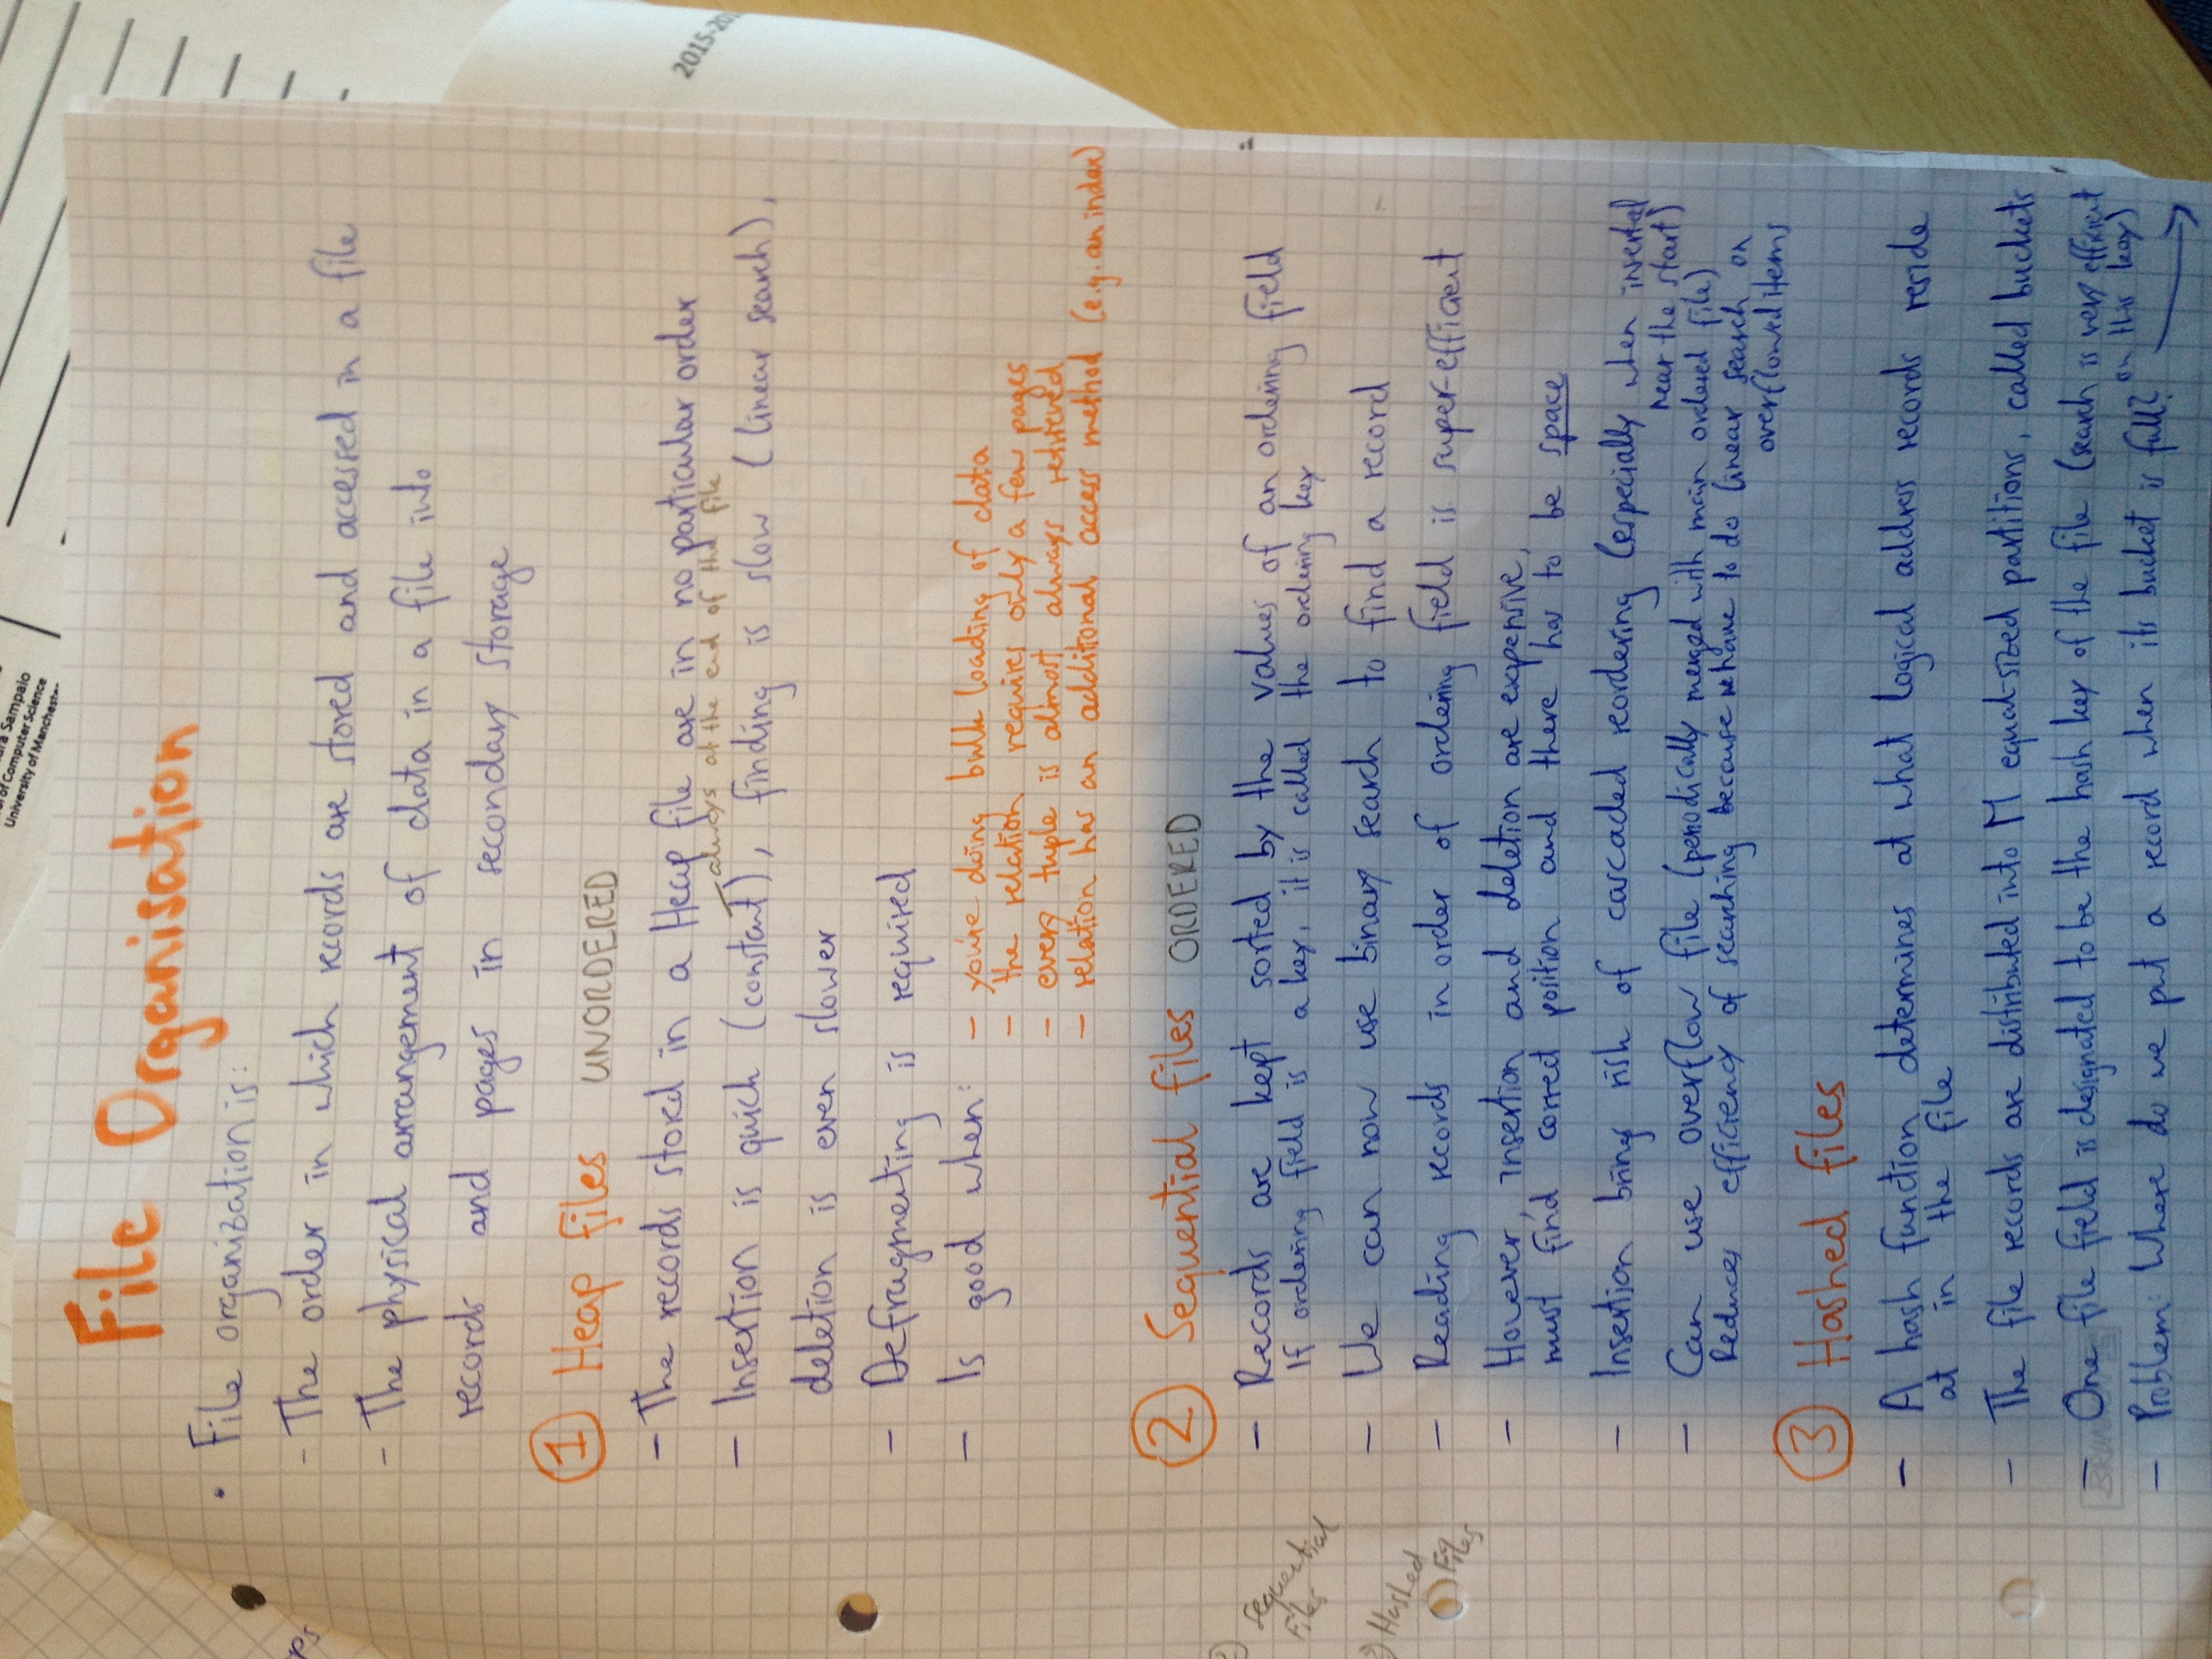 Sampaio
of Computer Science
University of Manchester
File Organisation
• File organization is:
- The order in which records are stored and accessed in a file
- The physical arrangement of data in a file into
records and pages in secondary storage
1 Heap files UNORDERED
- The records stored in a Heap file are in no particular order
always at the end of the file
- Insertion is quick (constant), finding is slow (linear search),
deletion is even slower
- Defragmenting is required
- Is good when: - you're doing bulk loading of data
- the relation requires only a few pages
- every tuple is almost always retrieved
- relation has an additional access method (e.g. an index)
2015-20
2 Sequential files ORDERED
- Records are kept sorted by the values of an ordering field
If ordering field is a key, it is called the ordering key
- We can now use binary search to find a record
- Reading records in order of ordering field is super-efficient
- However, insertion and deletion are expensive,
must find correct position and there has to be space
- Insertion brings risk of cascaded reordering (especially when inserted
near the start)
- Can use overflow file (periodically merged with main ordered file)
Reduces efficiency of searching because we have to do linear search on
overflowed items
Sequential
Files
Hashed
Files
3 Hashed files
- A hash function determines at what logical address records reside
at in the file
- The file records are distributed into M equal-sized partitions, called buckets
- One file field is designated to be the hash key of the file (search is very efficient
on this key)
- Problem: Where do we put a record when its bucket is full?